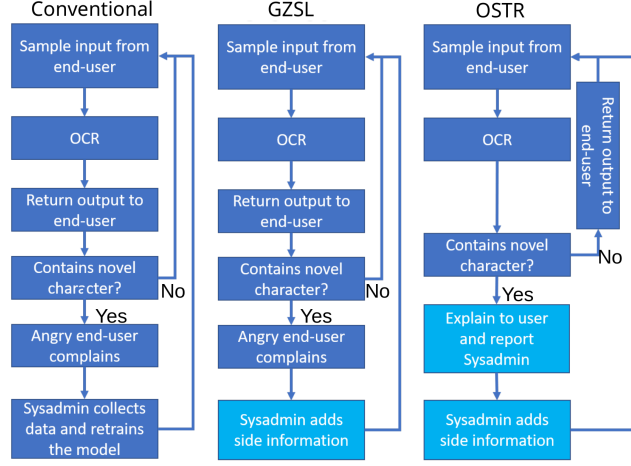 Conventional
Sample input from
end-user
OCR
Return output to
end-user
Contains novel
character?
No
Yes
Angry end-user
complains
Sysadmin collects
data and retrains
the model
GZSL
Sample input from
end-user
OCR
Return output to
end-user
Contains novel
character?
No
Yes
Angry end-user
complains
Sysadmin adds
side information
OSTR
Sample input from
end-user
OCR
Return output to
end-user
Contains novel
character?
No
Yes
Explain to user
and report
Sysadmin
Sysadmin adds
side information